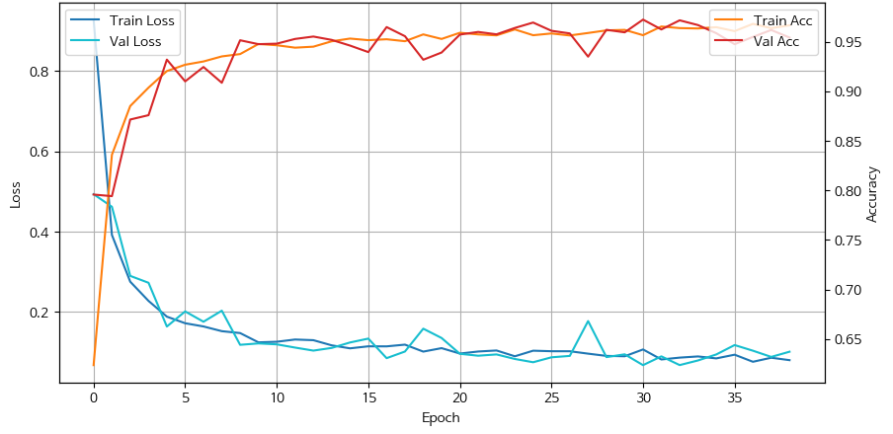 Train Loss
Val Loss
Train Acc
Val Acc
0.8
0.6
0.4
0.2
Loss
0.95
0.90
0.85
0.80
0.75
0.70
0.65
Accuracy
0 5 10 15 20 25 30 35
Epoch